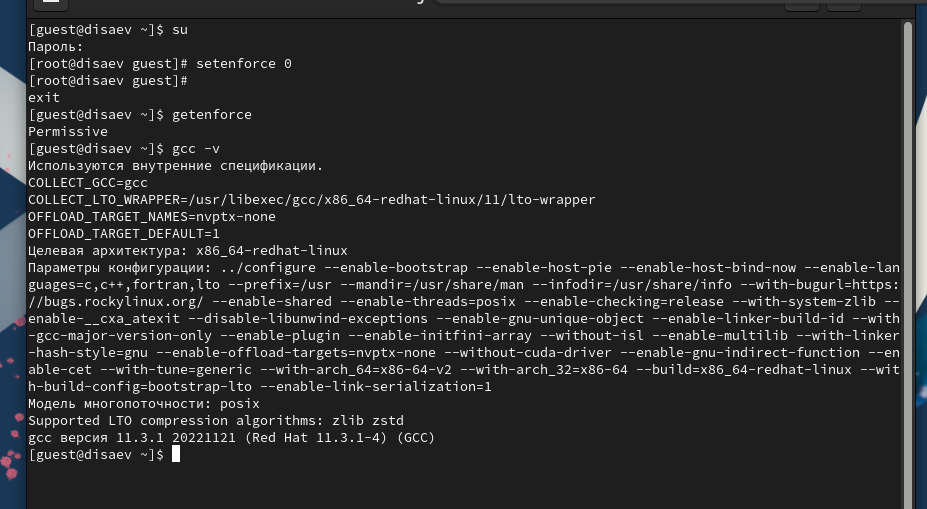 [guest@disaev ~]$ su
Пароль:
[root@disaev guest]# setenforce 0
[root@disaev guest]#
exit
[guest@disaev ~]$ getenforce
Permissive
[guest@disaev ~]$ gcc -v
Используются внутренние спецификации.
COLLECT_GCC=gcc
COLLECT_LTO_WRAPPER=/usr/libexec/gcc/x86_64-redhat-linux/11/lto-wrapper
OFFLOAD_TARGET_NAMES=nvptx-none
OFFLOAD_TARGET_DEFAULT=1
Целевая архитектура: x86_64-redhat-linux
Параметры конфигурации: ../configure --enable-bootstrap --enable-host-pie --enable-host-bind-now --enable-lan
guages=c,c++,fortran,lto --prefix=/usr --mandir=/usr/share/man --infodir=/usr/share/info --with-bugurl=https:
//bugs.rockylinux.org/ --enable-shared --enable-threads=posix --enable-checking=release --with-system-zlib --
enable-__cxa_atexit --disable-libunwind-exceptions --enable-gnu-unique-object --enable-linker-build-id --with
-gcc-major-version-only --enable-plugin --enable-initfini-array --without-isl --enable-multilib --with-linker
-hash-style=gnu --enable-offload-targets=nvptx-none --without-cuda-driver --enable-gnu-indirect-function --en
able-cet --with-tune=generic --with-arch_64=x86-64-v2 --with-arch_32=x86-64 --build=x86_64-redhat-linux --wit
h-build-config=bootstrap-lto --enable-link-serialization=1
Модель многопоточности: posix
Supported LTO compression algorithms: zlib zstd
gcc версия 11.3.1 20221121 (Red Hat 11.3.1-4) (GCC)
[guest@disaev ~]$